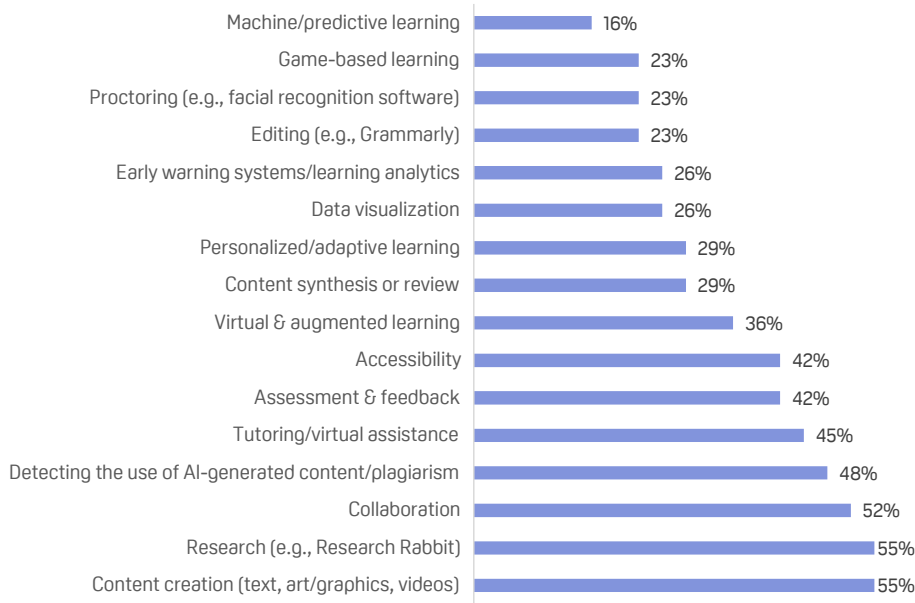 Machine/predictive learning 16%
Game-based learning 23%
Proctoring (e.g., facial recognition software) 23%
Editing (e.g., Grammarly) 23%
Early warning systems/learning analytics 26%
Data visualization 26%
Personalized/adaptive learning 29%
Content synthesis or review 29%
Virtual & augmented learning 36%
Accessibility 42%
Assessment & feedback 42%
Tutoring/virtual assistance 45%
Detecting the use of AI-generated content/plagiarism 48%
Collaboration 52%
Research (e.g., Research Rabbit) 55%
Content creation (text, art/graphics, videos) 55%